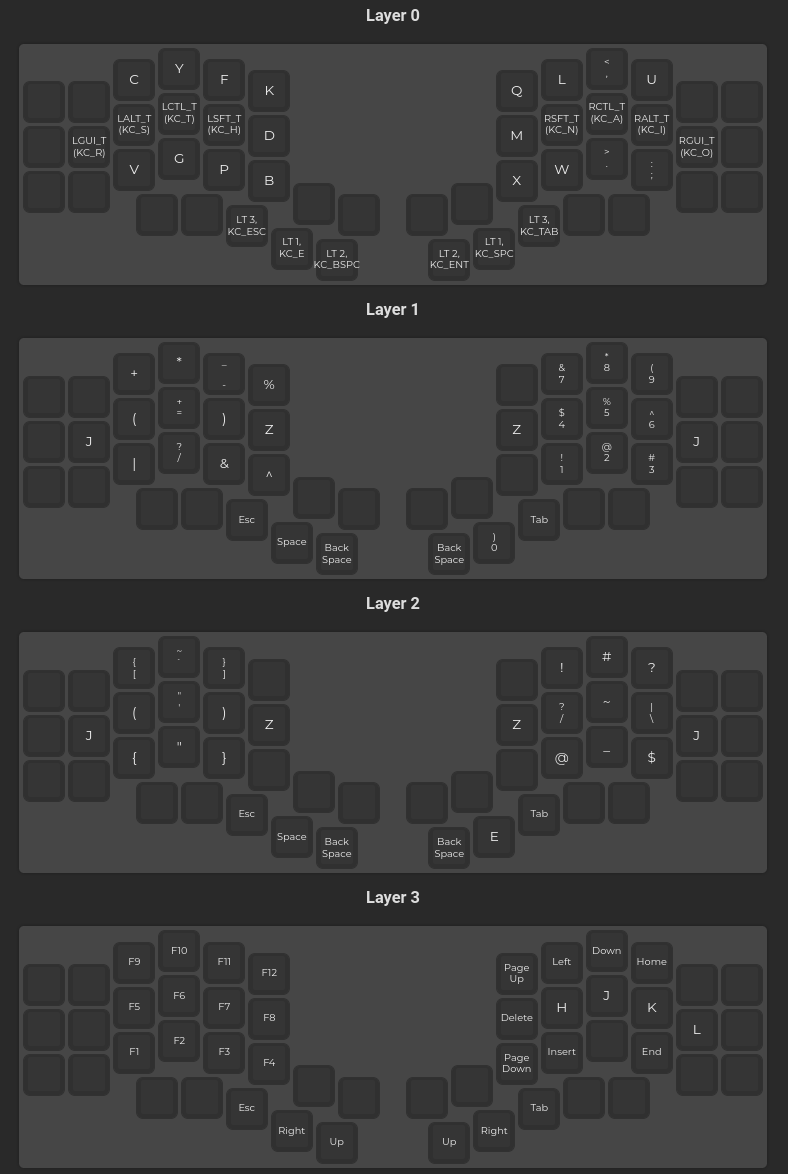 Layer 0
C Y F K Q L < , U
LGUI_T (KC_R) LALT_T (KC_S) LCTL_T (KC_T) LSFT_T (KC_H) D M RSFT_T (KC_N) RCTL_T (KC_A) RALT_T (KC_I) RGUI_T (KC_O)
V G P B X W > . : ;
LT 3, KC_ESC LT 1, KC_E LT 2, KC_BSPC LT 2, KC_ENT LT 1, KC_SPC LT 3, KC_TAB
Layer 1
+ * _ - % & 7 * 8 ( 9
J ( + = ) Z Z $ 4 % 5 ^ 6 J
| ? / & ^ ! 1 @ 2 # 3
Esc Space Back Space Back Space ) 0 Tab
Layer 2
{ [ ~ ` } ] ! # ?
J ( " ' ) Z Z ? / ~ | \ J
{ " } @ _ $
Esc Space Back Space Back Space E Tab
Layer 3
F9 F10 F11 F12 Page Up Left Down Home
F5 F6 F7 F8 Delete H J K L
F1 F2 F3 F4 Page Down Insert End
Esc Right Up Up Right Tab